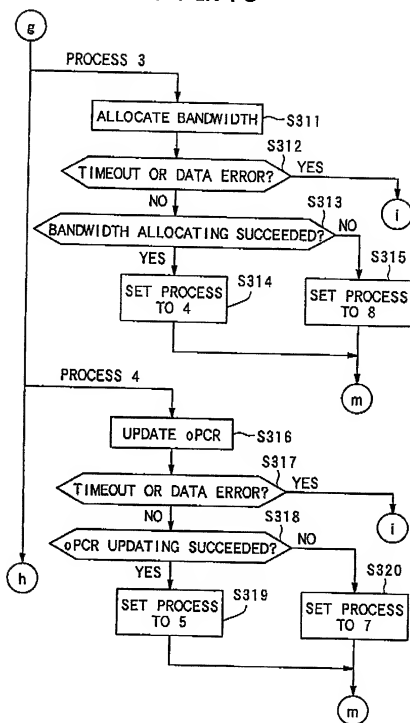 g
PROCESS 3
ALLOCATE BANDWIDTH
S311
TIMEOUT OR DATA ERROR?
S312
YES
i
NO
BANDWIDTH ALLOCATING SUCCEEDED?
S313
NO
YES
SET PROCESS
TO 4
S314
SET PROCESS
TO 8
S315
m
PROCESS 4
UPDATE oPCR
S316
TIMEOUT OR DATA ERROR?
S317
YES
i
NO
oPCR UPDATING SUCCEEDED?
S318
NO
YES
h
SET PROCESS
TO 5
S319
SET PROCESS
TO 7
S320
m